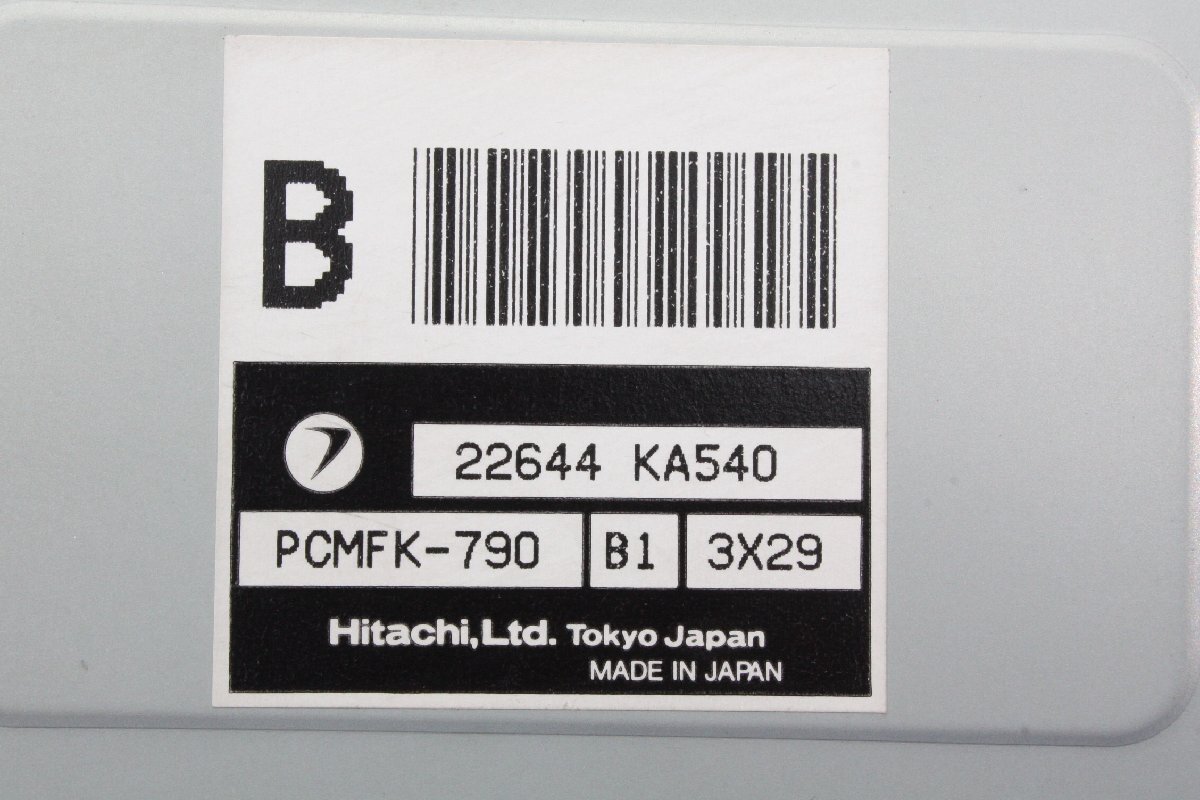 B
22644 KA540
PCMFK-790 B1 3X29
Hitachi,Ltd. Tokyo Japan
MADE IN JAPAN